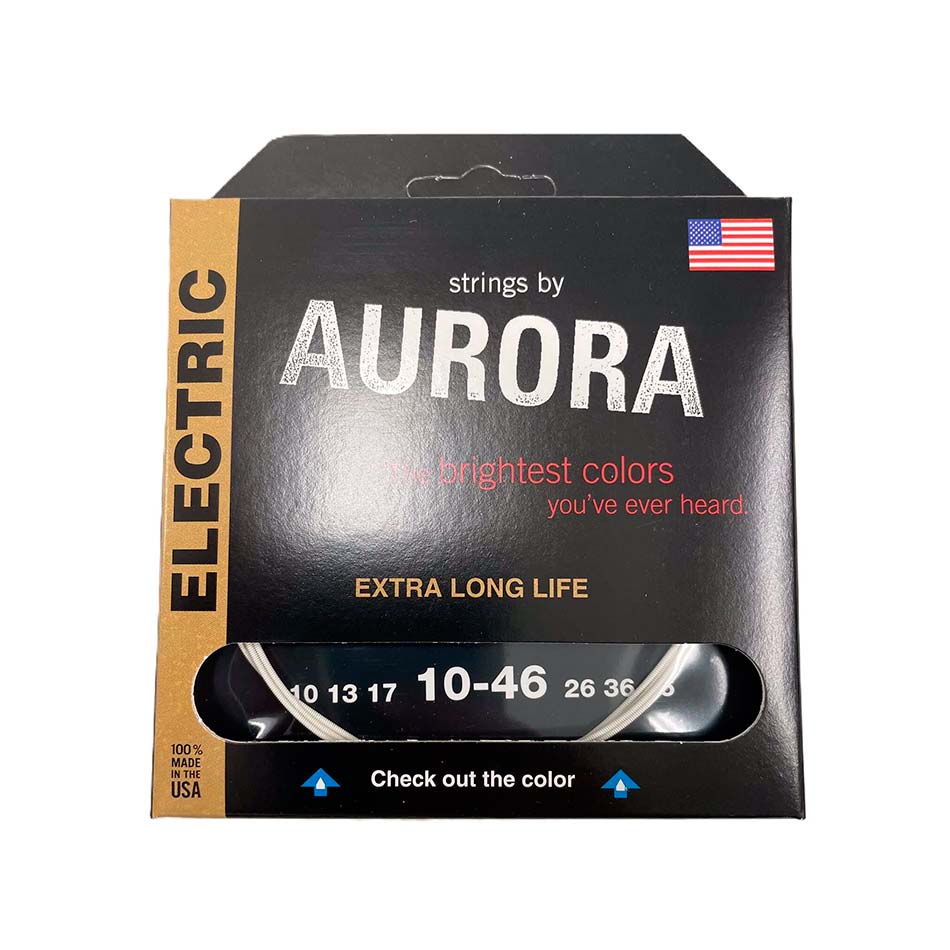 ELECTRIC
strings by
AURORA
the brightest colors
you've ever heard.
EXTRA LONG LIFE
10 13 17 10-46 26 36
100%
MADE
IN THE
USA
Check out the color